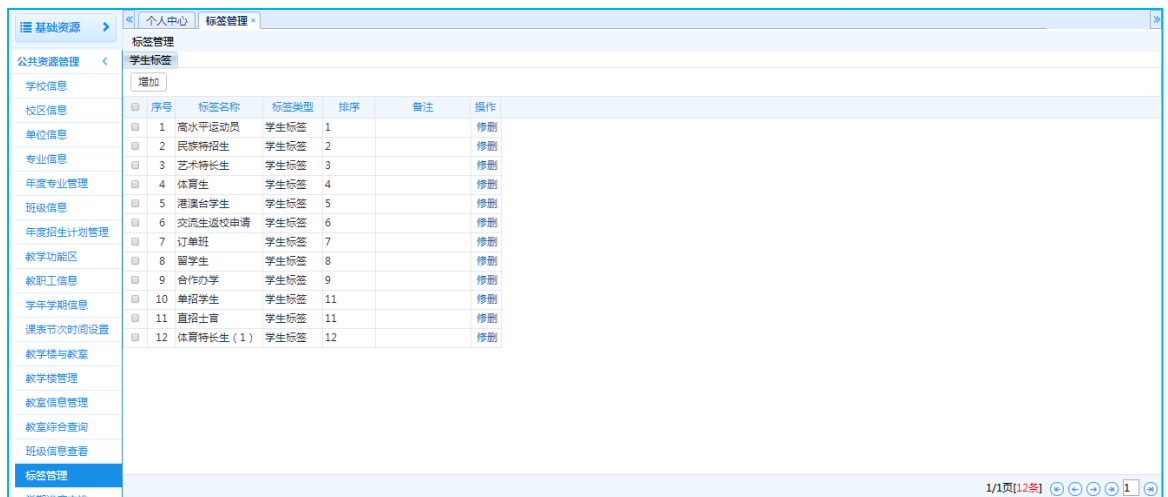 基础资源
个人中心 标签管理
公共资源管理
学校信息
校区信息
单位信息
专业信息
年度专业管理
班级信息
年度招生计划管理
教学功能区
教职工信息
学年学期信息
课表节次时间设置
教学楼与教室
教学楼管理
教室信息管理
教室综合查询
班级信息查看
标签管理
标签管理
学生标签
增加
序号 标签名称 标签类型 排序 备注 操作
1 高水平运动员 学生标签 1 修删
2 民族特招生 学生标签 2 修删
3 艺术特长生 学生标签 3 修删
4 体育生 学生标签 4 修删
5 港澳台学生 学生标签 5 修删
6 交流生返校申请 学生标签 6 修删
7 订单班 学生标签 7 修删
8 留学生 学生标签 8 修删
9 合作办学 学生标签 9 修删
10 单招学生 学生标签 11 修删
11 直招士官 学生标签 11 修删
12 体育特长生（1） 学生标签 12 修删
1/1页[12条] 1